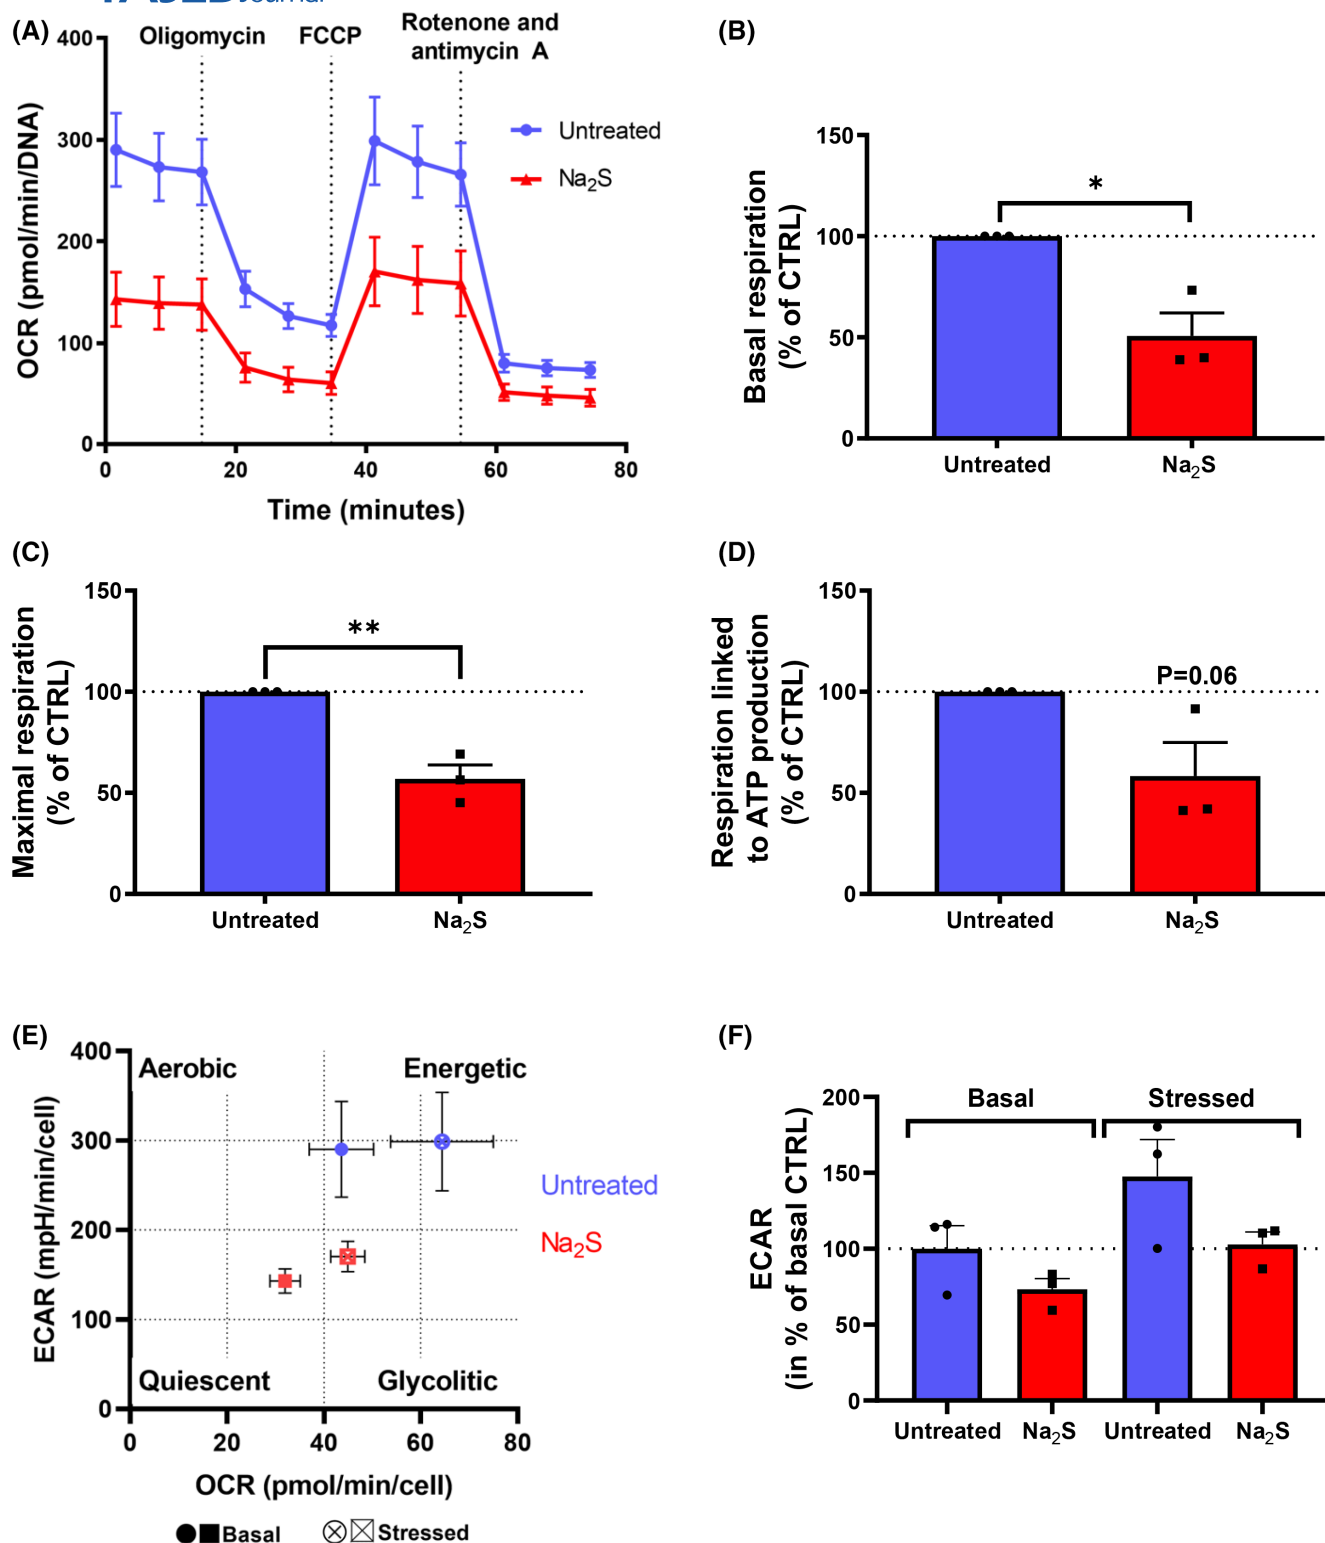 (A)
Oligomycin
FCCP
Rotenone and
antimycin A
400
300
200
100
0
OCR (pmol/min/DNA)
Untreated
Na₂S
0 20 40 60 80
Time (minutes)
(B)
150
100
50
0
Basal respiration
(% of CTRL)
*
Untreated
Na₂S
(C)
150
100
50
0
Maximal respiration
(% of CTRL)
**
Untreated
Na₂S
(D)
150
100
50
0
Respiration linked
to ATP production
(% of CTRL)
P=0.06
Untreated
Na₂S
(E)
400
300
200
100
0
ECAR (mpH/min/cell)
Aerobic
Energetic
Quiescent
Glycolitic
Untreated
Na₂S
0 20 40 60 80
OCR (pmol/min/cell)
Basal
Stressed
(F)
200
150
100
50
0
ECAR
(in % of basal CTRL)
Basal
Stressed
Untreated
Na₂S
Untreated
Na₂S